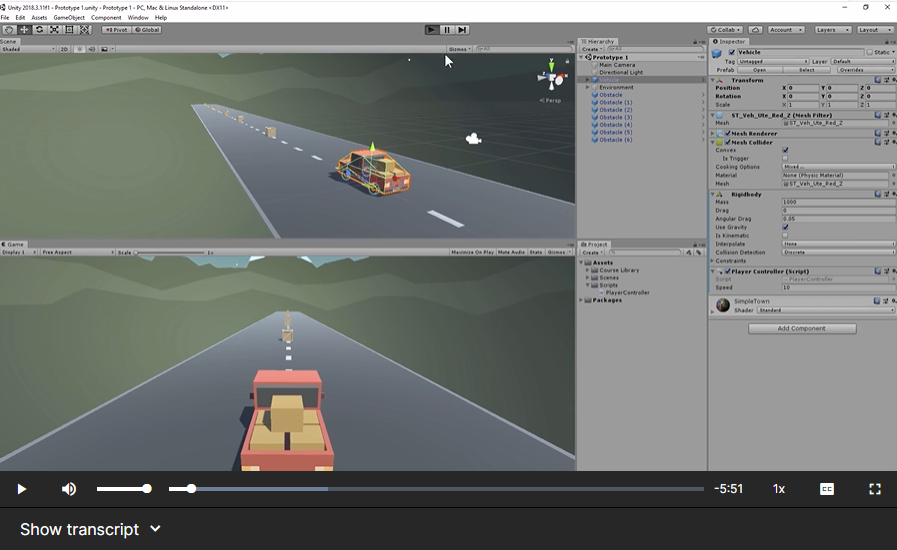 Unity 2018.3.11f1 - Prototype 1.unity - Prototype 1 - PC, Mac & Linux Standalone <DX11>
File Edit Assets GameObject Component Window Help
Pivot Global Collab Account Layers Layout
Scene
Shaded 2D Gizmos All
y
x
z
< Persp
Hierarchy
Create All
Prototype 1
Main Camera
Directional Light
Vehicle
Environment
Obstacle
Obstacle (1)
Obstacle (2)
Obstacle (3)
Obstacle (4)
Obstacle (5)
Obstacle (6)
Inspector
Vehicle Static
Tag Untagged Layer Default
Prefab Open Select Overrides
Transform
Position X 0 Y 0 Z 0
Rotation X 0 Y 0 Z 0
Scale X 1 Y 1 Z 1
ST_Veh_Ute_Red_Z (Mesh Filter)
Mesh ST_Veh_Ute_Red_Z
Mesh Renderer
Mesh Collider
Convex
Is Trigger
Cooking Options Mixed ...
Material None (Physic Material)
Mesh ST_Veh_Ute_Red_Z
Rigidbody
Mass 1000
Drag 0
Angular Drag 0.05
Use Gravity
Is Kinematic
Interpolate None
Collision Detection Discrete
Constraints
Player Controller (Script)
Script PlayerController
Speed 10
SimpleTown
Shader Standard
Add Component
Game
Display 1 Free Aspect Scale 1x Maximize On Play Mute Audio Stats Gizmos
Project
Create
Assets
Course Library
Scenes
Scripts
PlayerController
Packages
-5:51 1x CC
Show transcript